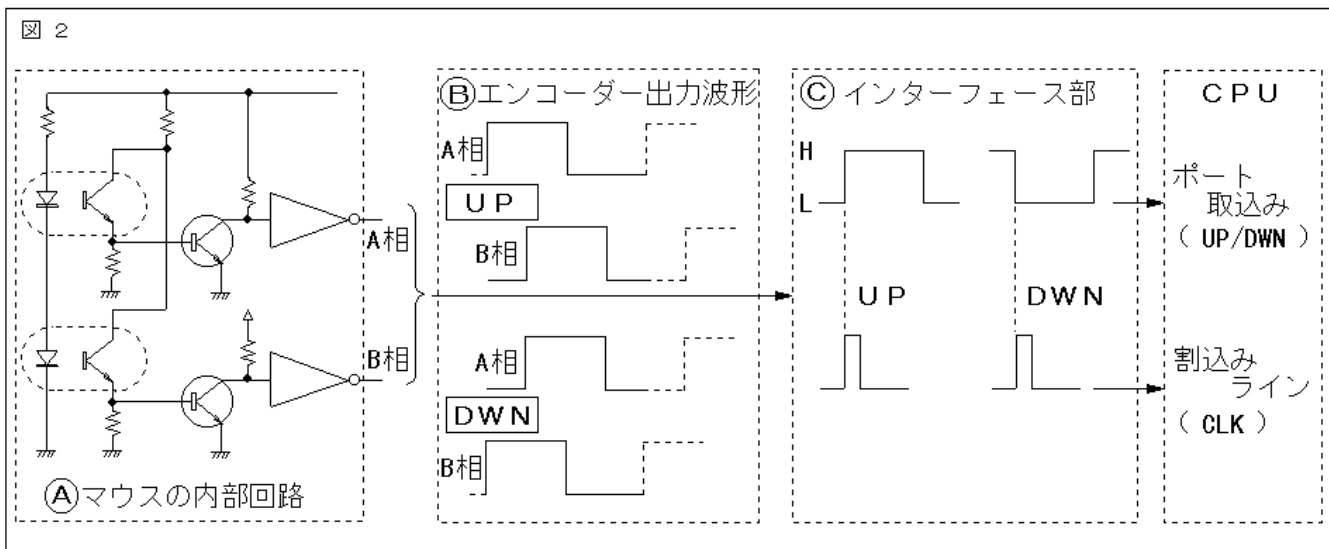 図 2
A相
B相
Ⓐマウスの内部回路
Ⓑエンコーダー出力波形
A相
UP
B相
A相
DWN
B相
Ⓒインターフェース部
H
L
UP
DWN
CPU
ポート
取込み
( UP/DWN )
割込み
ライン
( CLK )